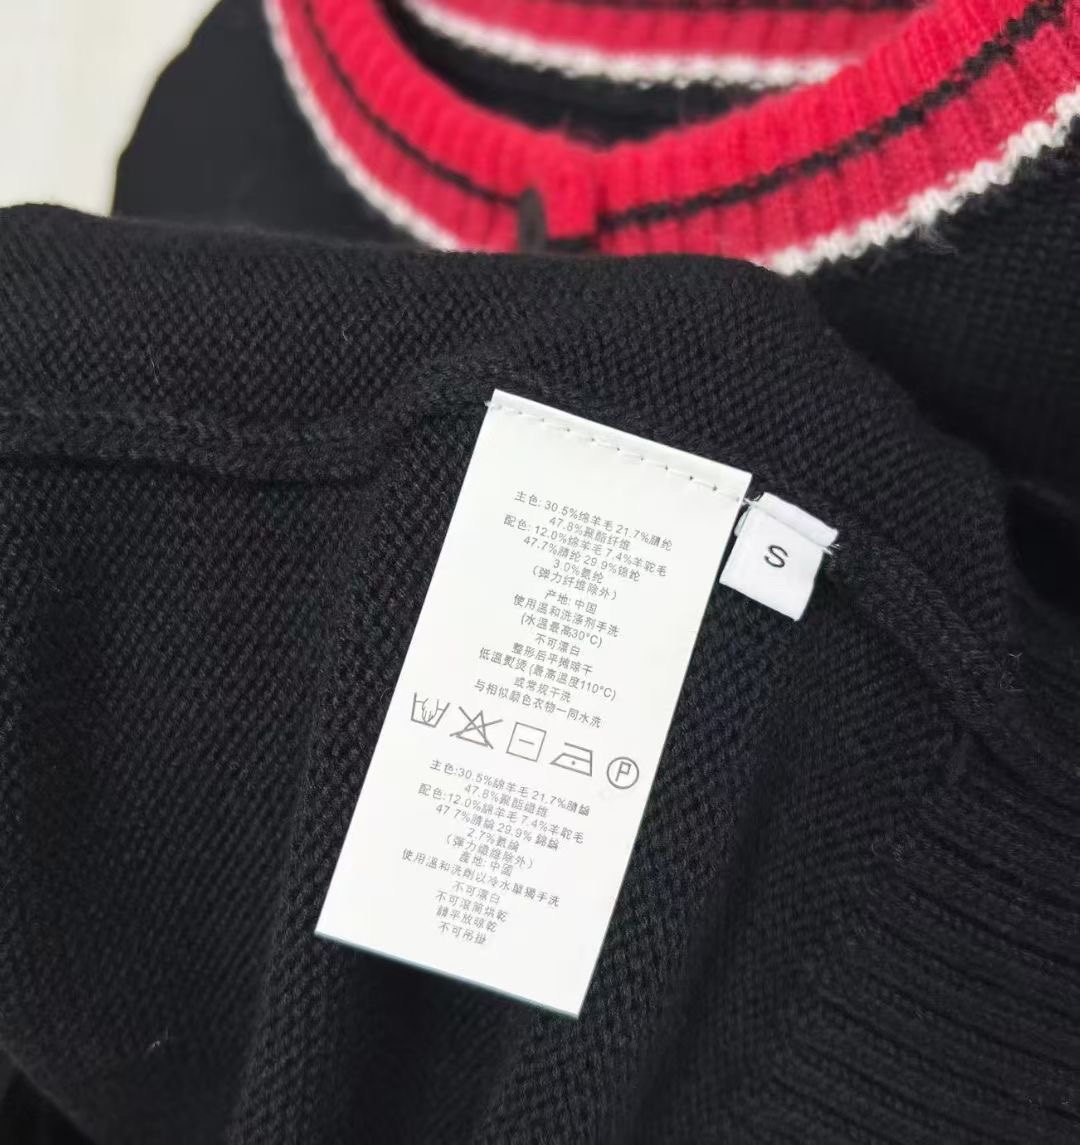 主色: 30.5%绵羊毛 21.7%腈纶
47.8%聚酯纤维
配色: 12.0%绵羊毛 7.4%羊驼毛
47.7%腈纶 29.9%锦纶
3.0%氨纶
（弹力纤维除外）
产地: 中国
使用溫和洗涤剂手洗
(水温最高30°C)
不可漂白
整形后平摊晾干
低溫熨烫 (最高溫度110°C)
或常规干洗
与相似顏色衣物一同水洗
P
主色:30.5%綿羊毛 21.7%腈綸
47.8%聚酯纖維
配色:12.0%綿羊毛 7.4%羊駝毛
47.7%腈綸 29.9% 錦綸
2.7%氨綸
（弹力纖維除外）
產地: 中國
使用溫和洗劑以冷水單獨手洗
不可漂白
不可滾筒烘乾
請平放晾乾
不可吊掛
S